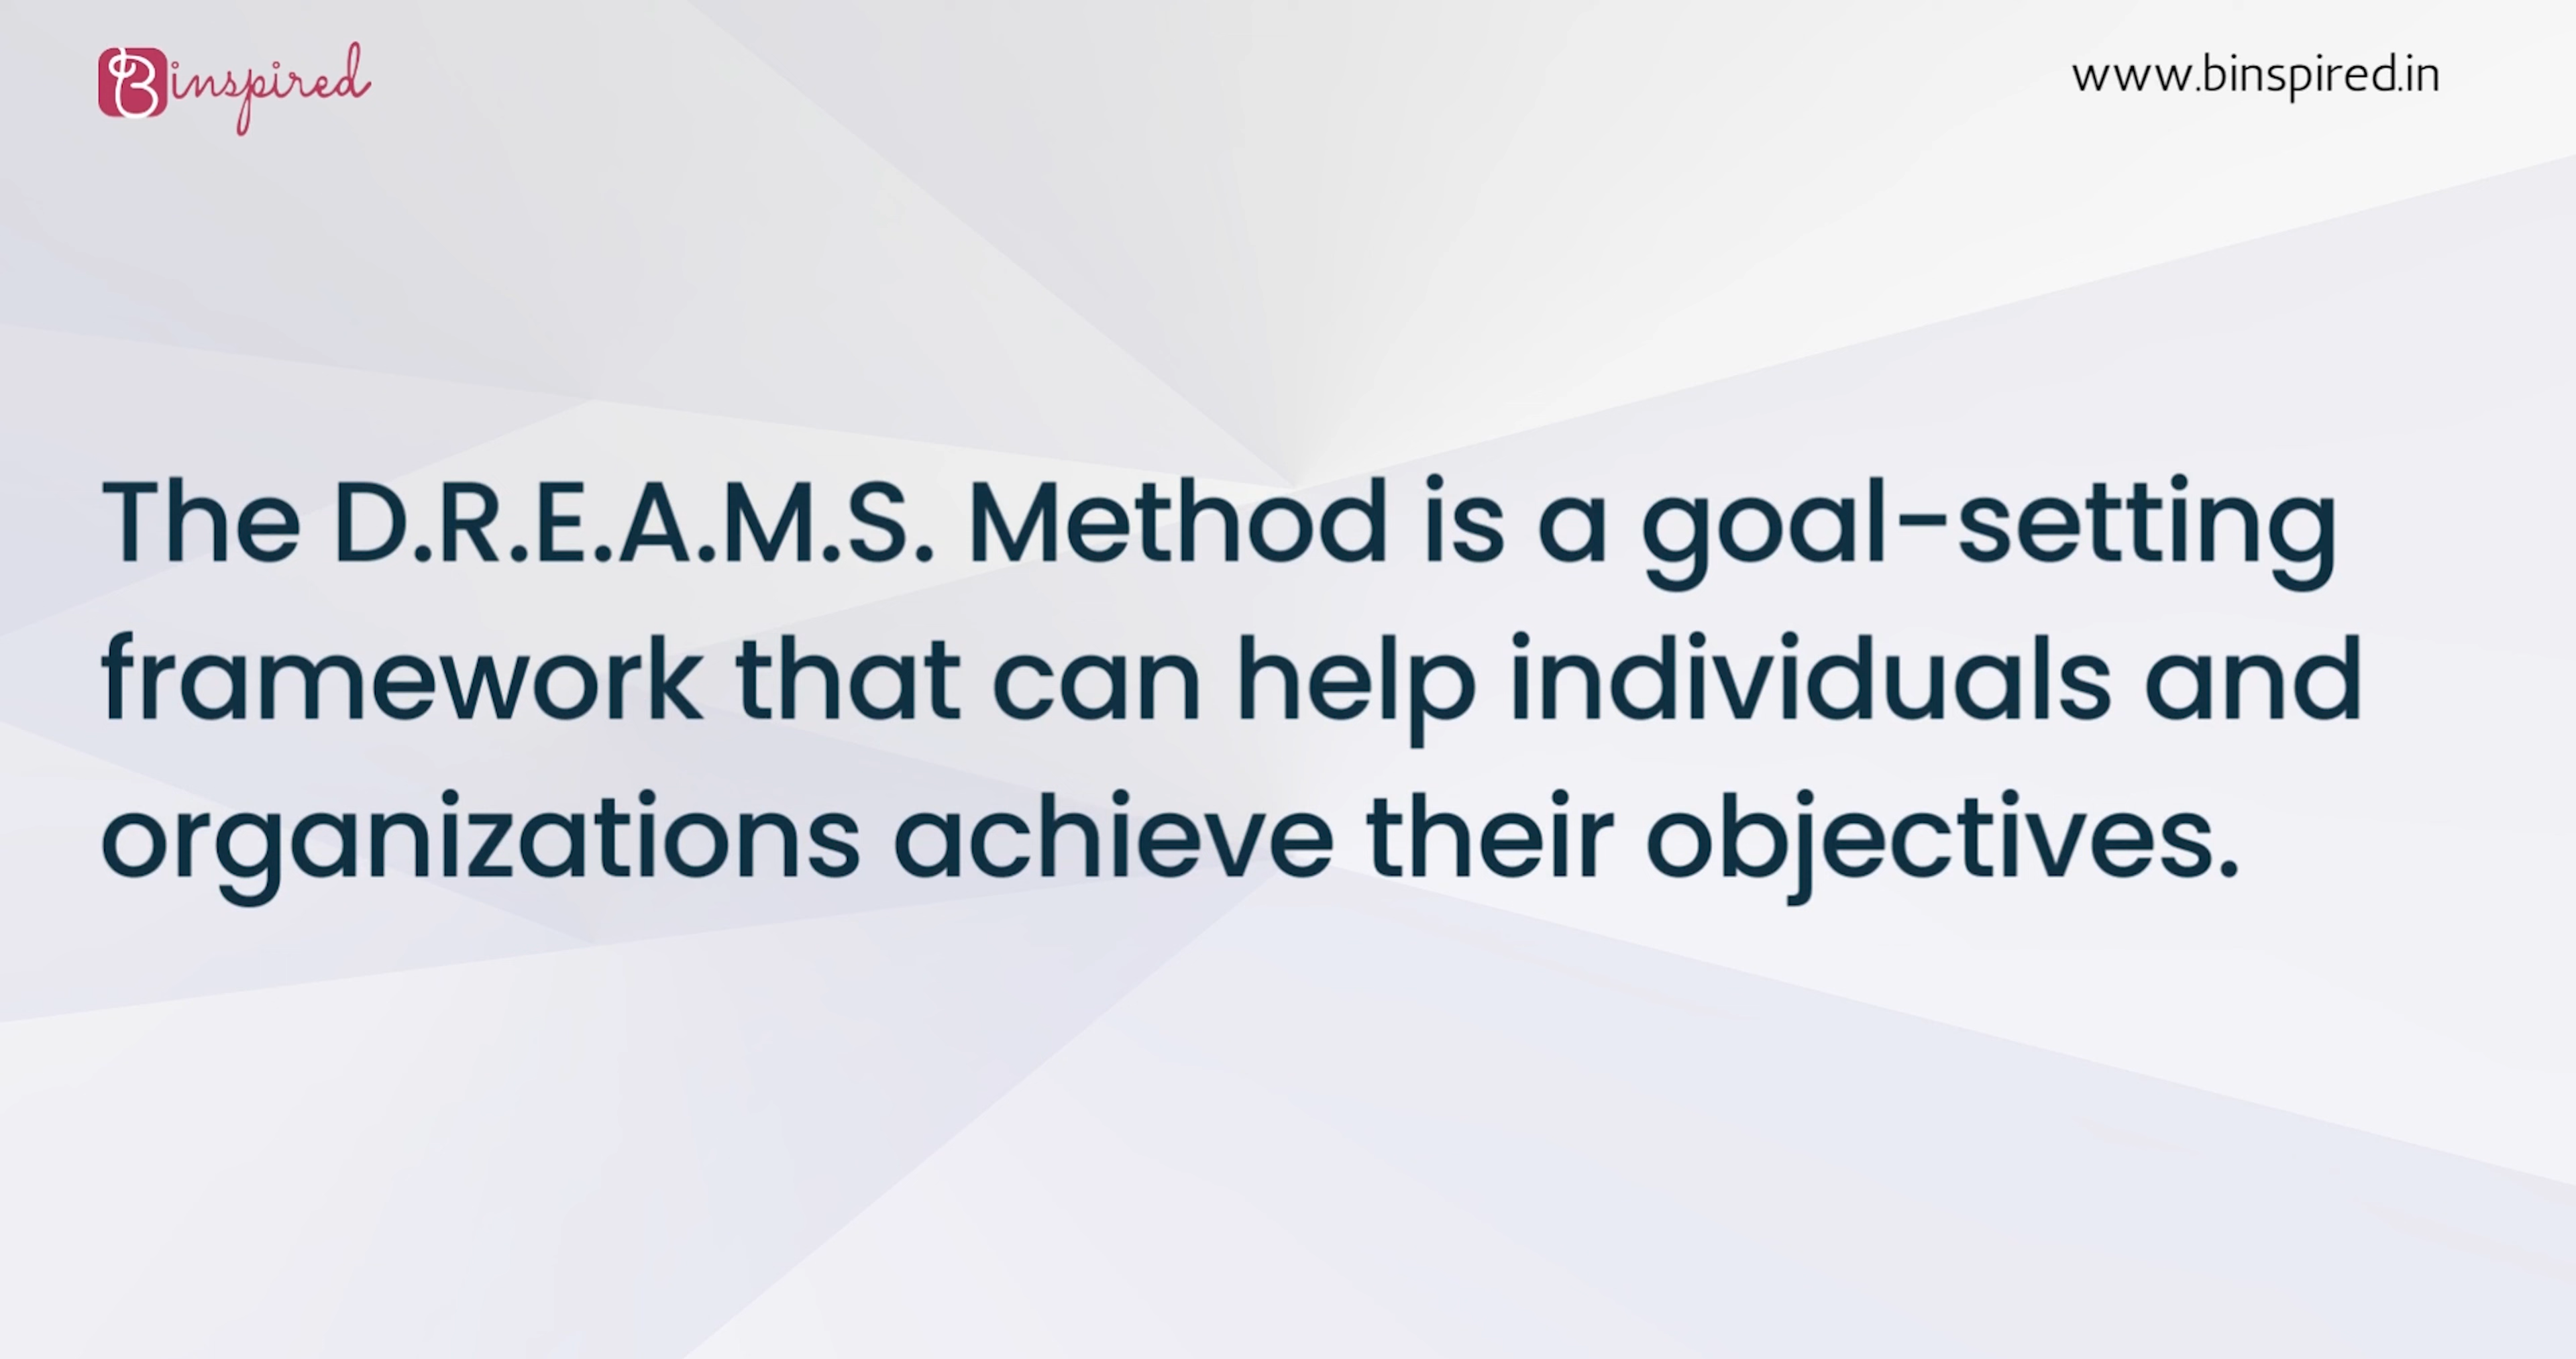 Binspired
www.binspired.in
The D.R.E.A.M.S. Method is a goal-setting
framework that can help individuals and
organizations achieve their objectives.